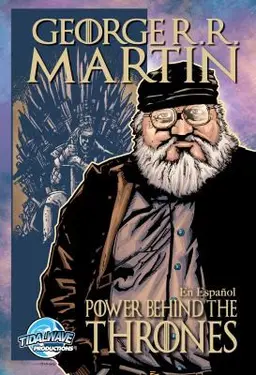 GEORGE R.R.
MARTIN
En Español
POWER BEHIND THE
THRONES
TIDALWAVE
PRODUCTIONS